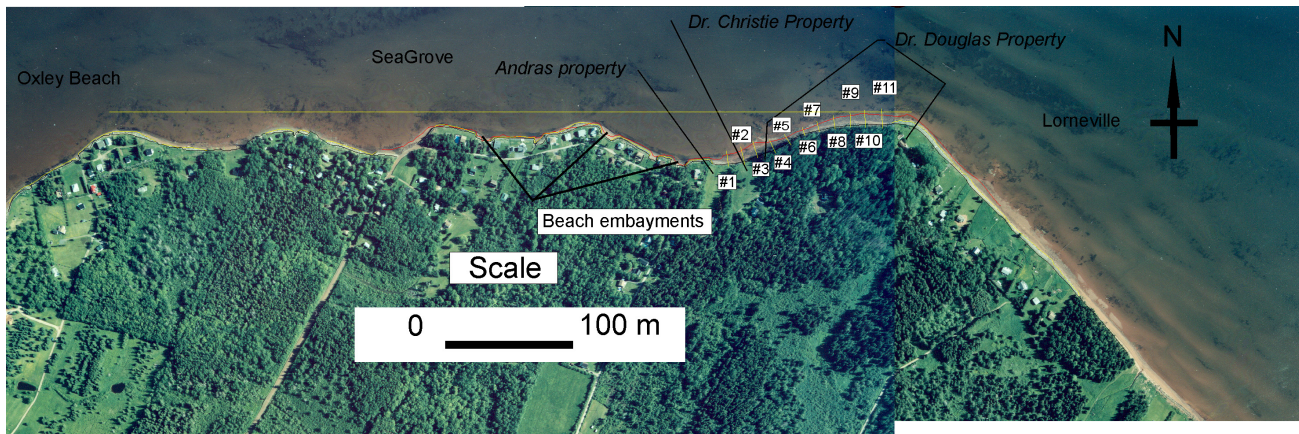 Dr. Christie Property
N
Dr. Douglas Property
SeaGrove
Andras property
Oxley Beach
#11
#9
#7
Lorneville
#5
#2
#10
#8
#6
#4
#3
#1
Beach embayments
Scale
0 100 m